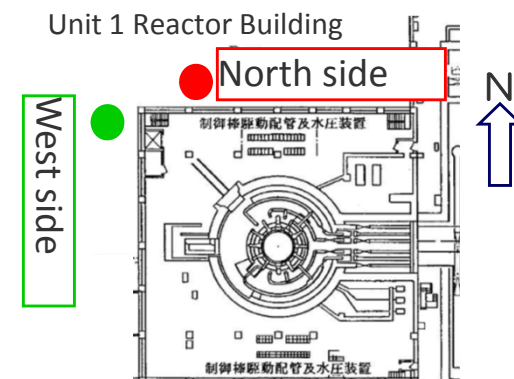 Unit 1 Reactor Building
North side
N
West side
制御棒駆動配管及水圧装置
制御棒駆動配管及水圧装置